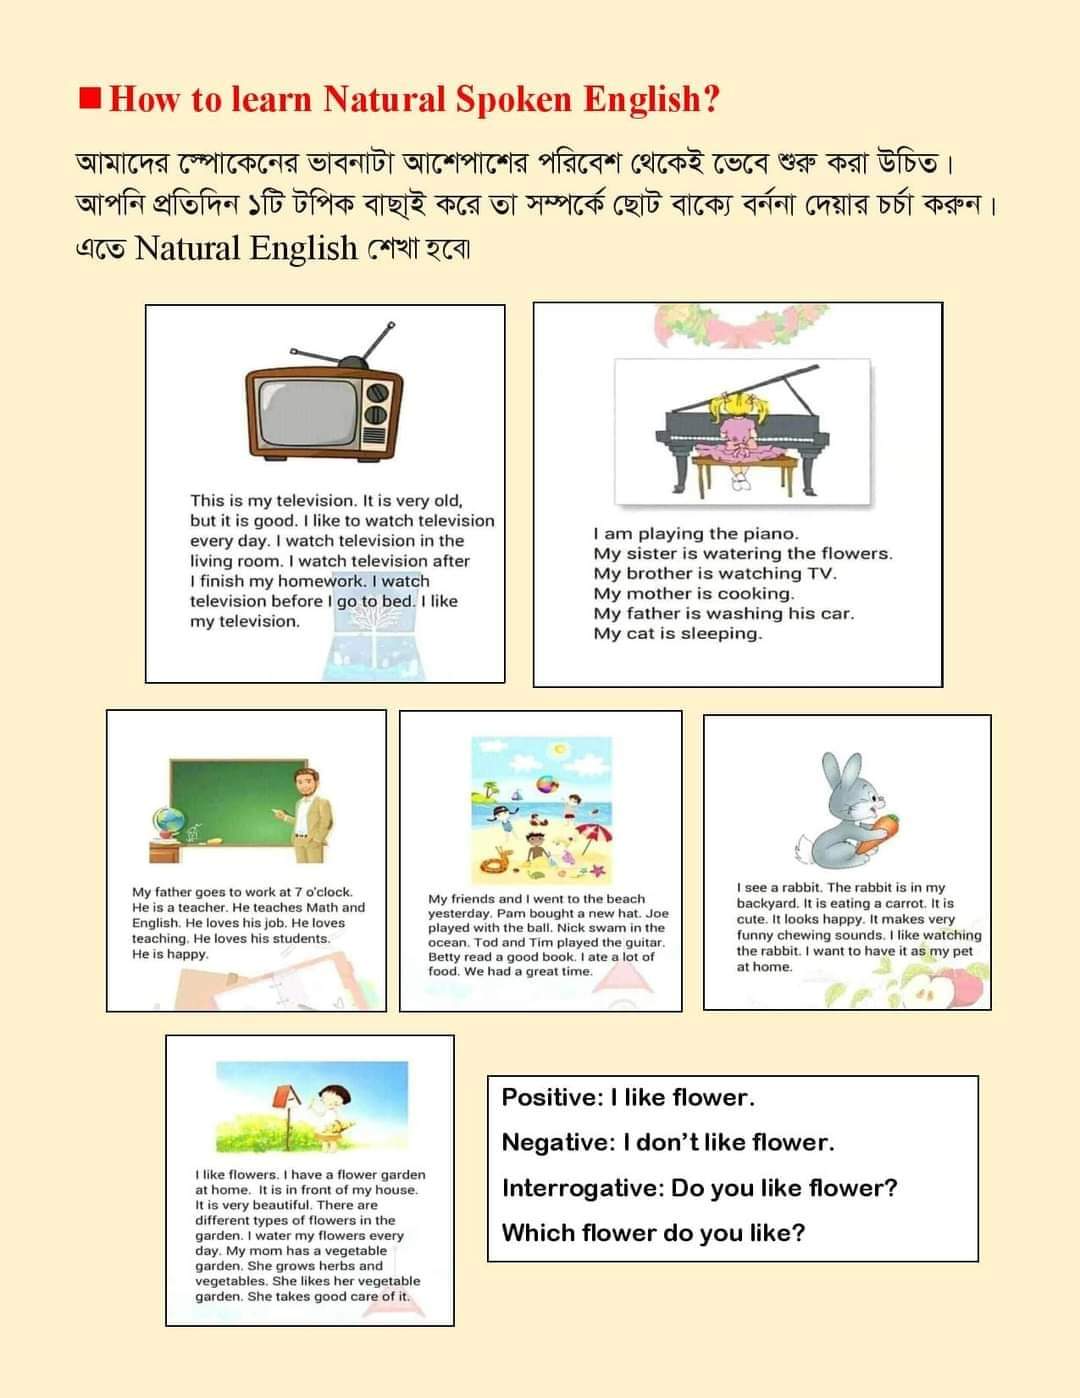 ■ How to learn Natural Spoken English?
আমাদের স্পোকেনের ভাবনাটা আশেপাশের পরিবেশ থেকেই ভেবে শুরু করা উচিত।
আপনি প্রতিদিন ১টি টপিক বাছাই করে তা সম্পর্কে ছোট বাক্যে বর্ননা দেয়ার চর্চা করুন।
এতে Natural English শেখা হবে।
This is my television. It is very old,
but it is good. I like to watch television
every day. I watch television in the
living room. I watch television after
I finish my homework. I watch
television before I go to bed. I like
my television.
I am playing the piano.
My sister is watering the flowers.
My brother is watching TV.
My mother is cooking.
My father is washing his car.
My cat is sleeping.
My father goes to work at 7 o'clock.
He is a teacher. He teaches Math and
English. He loves his job. He loves
teaching. He loves his students.
He is happy.
My friends and I went to the beach
yesterday. Pam bought a new hat. Joe
played with the ball. Nick swam in the
ocean. Tod and Tim played the guitar.
Betty read a good book. I ate a lot of
food. We had a great time.
I see a rabbit. The rabbit is in my
backyard. It is eating a carrot. It is
cute. It looks happy. It makes very
funny chewing sounds. I like watching
the rabbit. I want to have it as my pet
at home.
I like flowers. I have a flower garden
at home. It is in front of my house.
It is very beautiful. There are
different types of flowers in the
garden. I water my flowers every
day. My mom has a vegetable
garden. She grows herbs and
vegetables. She likes her vegetable
garden. She takes good care of it.
Positive: I like flower.
Negative: I don't like flower.
Interrogative: Do you like flower?
Which flower do you like?